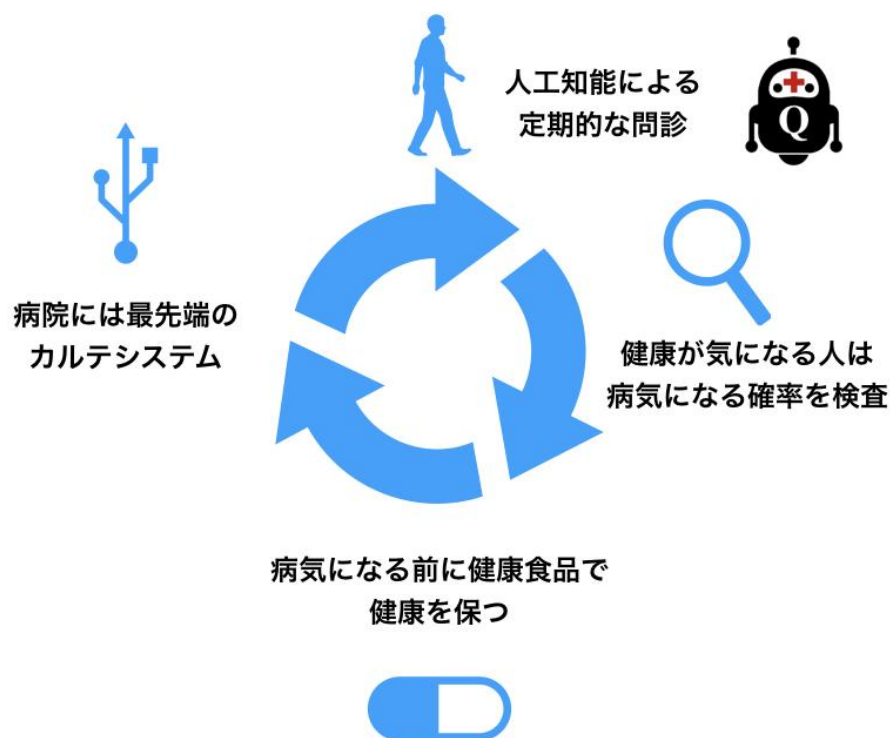 人工知能による
定期的な問診
Q
病院には最先端の
カルテシステム
健康が気になる人は
病気になる確率を検査
病気になる前に健康食品で
健康を保つ